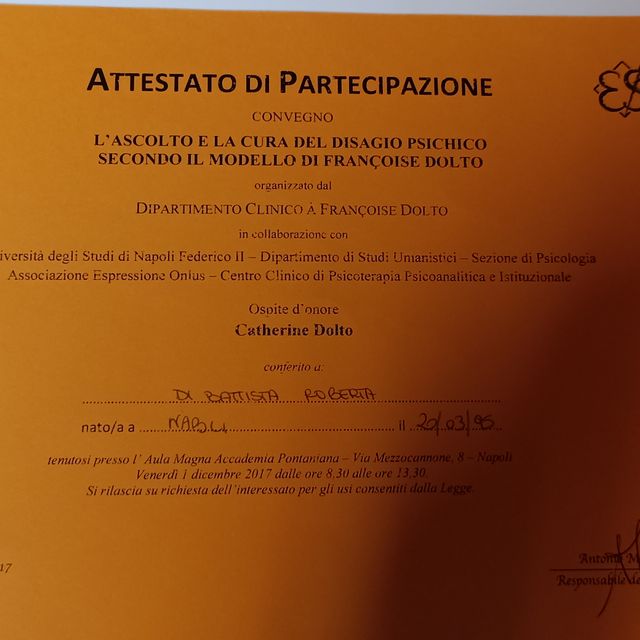 ATTESTATO DI PARTECIPAZIONE
CONVEGNO
L'ASCOLTO E LA CURA DEL DISAGIO PSICHICO
SECONDO IL MODELLO DI FRANÇOISE DOLTO
organizzato dal
DIPARTIMENTO CLINICO À FRANÇOISE DOLTO
in collaborazione con
iversità degli Studi di Napoli Federico II – Dipartimento di Studi Umanistici – Sezione di Psicologia
Associazione Espressione Onlus – Centro Clinico di Psicoterapia Psicoanalitica e Istituzionale
Ospite d'onore
Catherine Dolto
conferito a:
DI BATTISTA ROBERTA
nato/a a NAPOLI il 20/03/
tenutosi presso l' Aula Magna Accademia Pontaniana – Via Mezzocannone, 8 – Napoli
Venerdì 1 dicembre 2017 dalle ore 8,30 alle ore 13,30.
Si rilascia su richiesta dell'interessato per gli usi consentiti dalla Legge.
17
Antonio M
Responsabile de